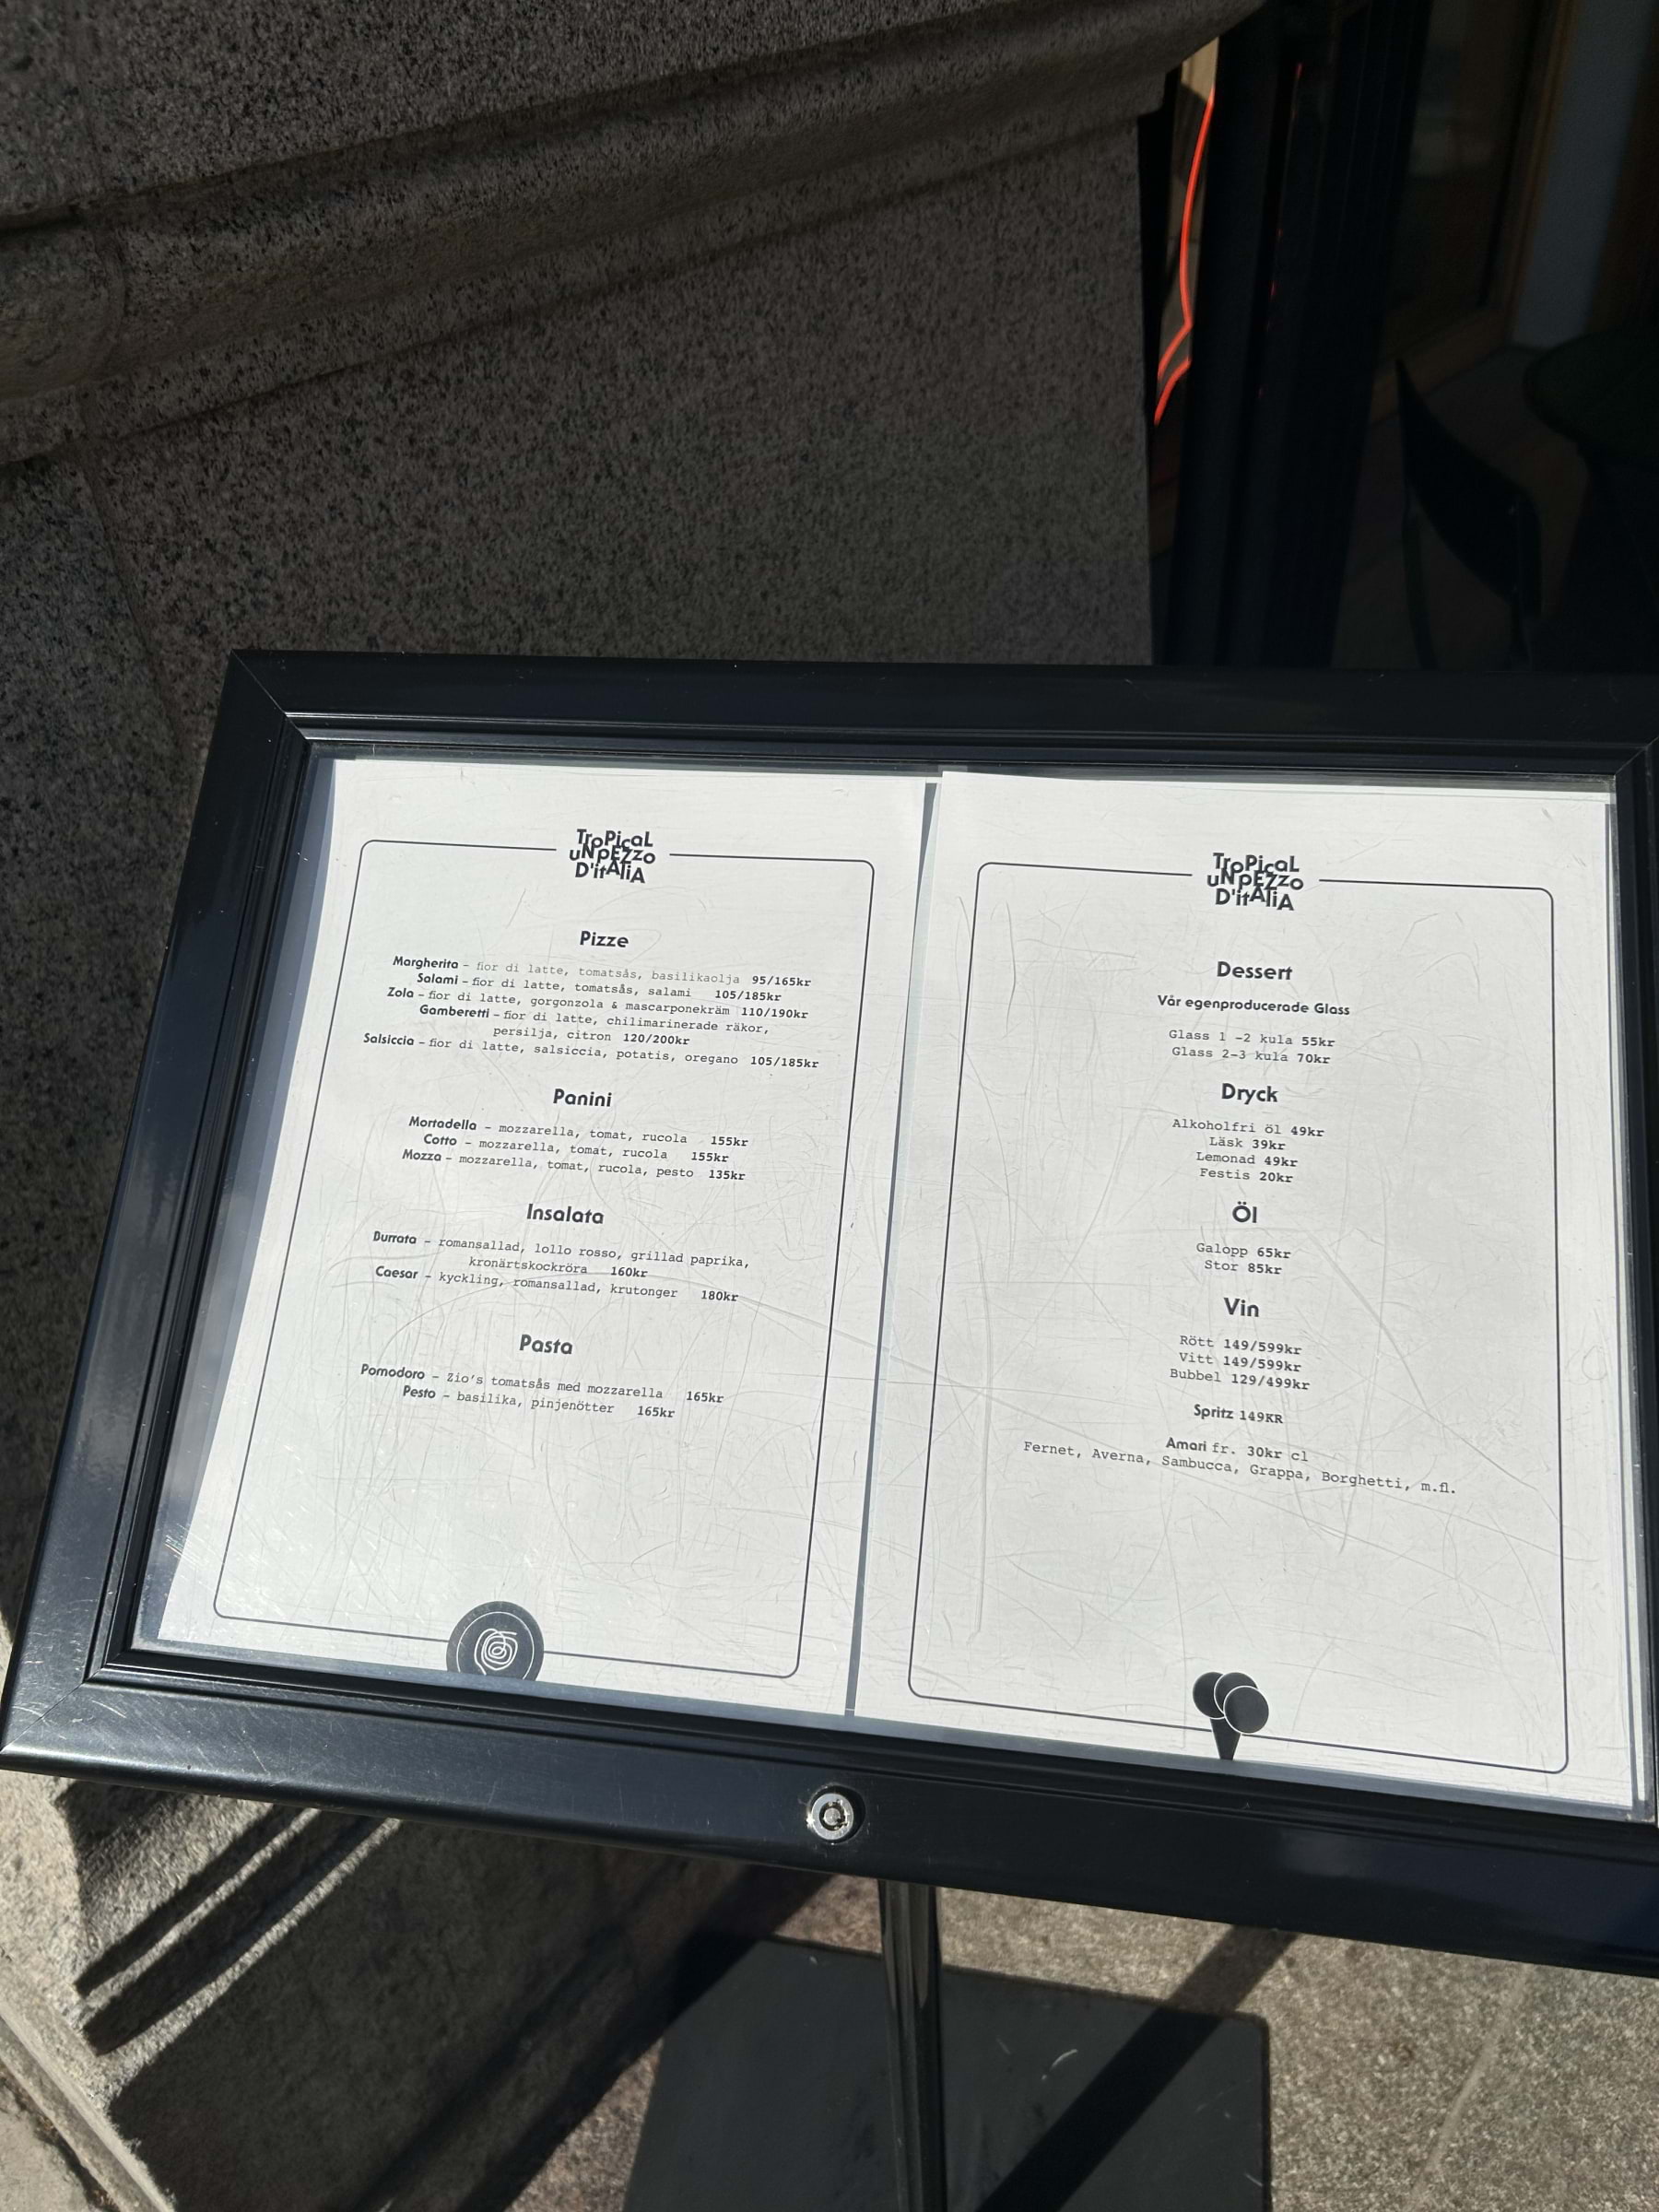 TroPicaL
uNpEZzo
D'itAliA
Pizze
Margherita – fior di latte, tomatsås, basilikaolja 95/165kr
Salami – fior di latte, tomatsås, salami 105/185kr
Zola – fior di latte, gorgonzola & mascarponekräm 110/190kr
Gamberetti – fior di latte, chilimarinerade räkor,
persilja, citron 120/200kr
Salsiccia – fior di latte, salsiccia, potatis, oregano 105/185kr
Panini
Mortadella – mozzarella, tomat, rucola 155kr
Cotto – mozzarella, tomat, rucola 155kr
Mozza – mozzarella, tomat, rucola, pesto 135kr
Insalata
Burrata – romansallad, lollo rosso, grillad paprika,
kronärtskockröra 160kr
Caesar – kyckling, romansallad, krutonger 180kr
Pasta
Pomodoro – Zio's tomatsås med mozzarella 165kr
Pesto – basilika, pinjenötter 165kr
TroPicaL
uNpEZzo
D'itAliA
Dessert
Vår egenproducerade Glass
Glass 1 -2 kula 55kr
Glass 2-3 kula 70kr
Dryck
Alkoholfri öl 49kr
Läsk 39kr
Lemonad 49kr
Festis 20kr
Öl
Galopp 65kr
Stor 85kr
Vin
Rött 149/599kr
Vitt 149/599kr
Bubbel 129/499kr
Spritz 149KR
Amari fr. 30kr cl
Fernet, Averna, Sambucca, Grappa, Borghetti, m.fl.